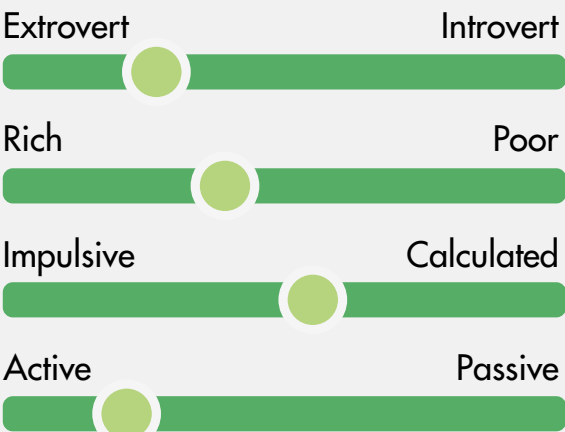 Extrovert Introvert
Rich Poor
Impulsive Calculated
Active Passive